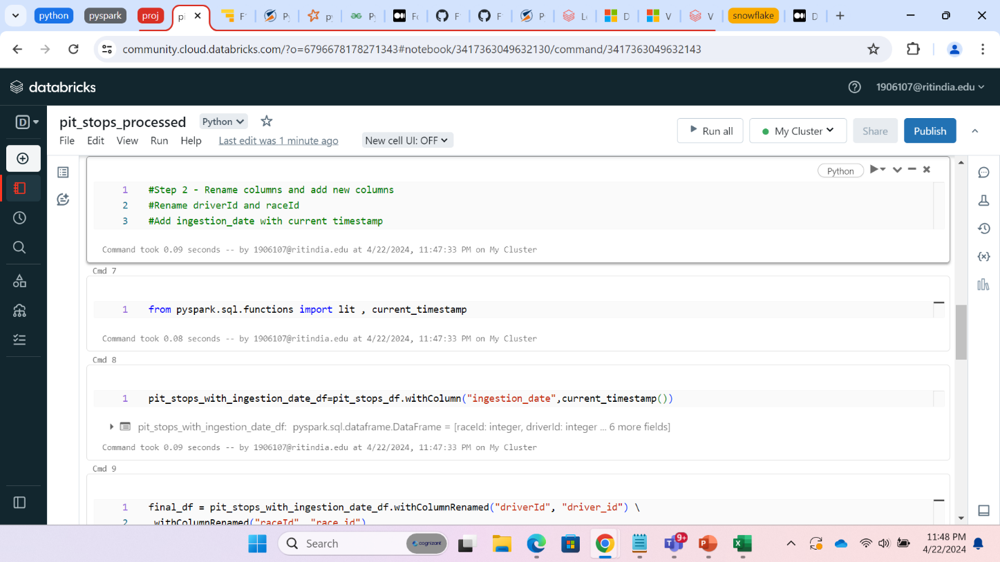 python
pyspark
proj
pi
F
Py
py
Py
Fo
F
F
P
Lo
D
V
V
snowflake
D
community.cloud.databricks.com/?o=6796678178271343#notebook/3417363049632130/command/3417363049632143
databricks
1906107@ritindia.edu
D
pit_stops_processed
Python
Run all
My Cluster
Share
Publish
File Edit View Run Help Last edit was 1 minute ago New cell UI: OFF
Python
1 #Step 2 - Rename columns and add new columns
2 #Rename driverId and raceId
3 #Add ingestion_date with current timestamp
Command took 0.09 seconds -- by 1906107@ritindia.edu at 4/22/2024, 11:47:33 PM on My Cluster
Cmd 7
1 from pyspark.sql.functions import lit , current_timestamp
Command took 0.08 seconds -- by 1906107@ritindia.edu at 4/22/2024, 11:47:33 PM on My Cluster
Cmd 8
1 pit_stops_with_ingestion_date_df=pit_stops_df.withColumn("ingestion_date",current_timestamp())
pit_stops_with_ingestion_date_df: pyspark.sql.dataframe.DataFrame = [raceId: integer, driverId: integer ... 6 more fields]
Command took 0.09 seconds -- by 1906107@ritindia.edu at 4/22/2024, 11:47:33 PM on My Cluster
Cmd 9
1 final_df = pit_stops_with_ingestion_date_df.withColumnRenamed("driverId", "driver_id") \
2 .withColumnRenamed("raceId", "race_id")
Search
cognizant
9+
11:48 PM
4/22/2024